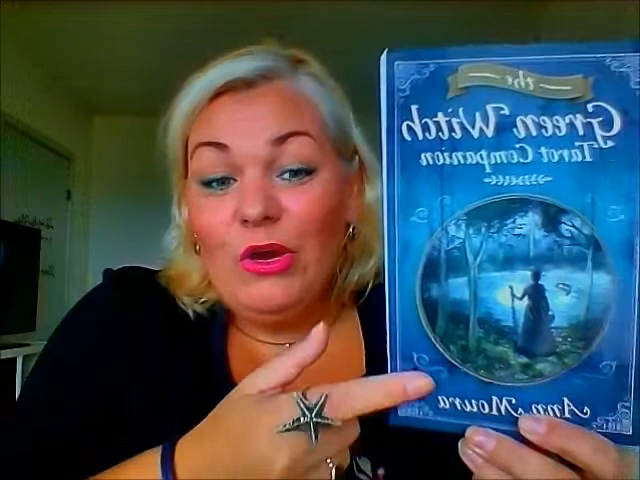 the
Green Witch
Tarot Companion
Ann Moura